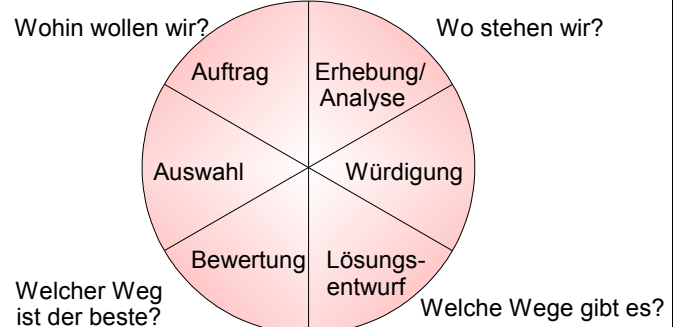 Wohin wollen wir?
Wo stehen wir?
Auftrag
Erhebung/
Analyse
Auswahl
Würdigung
Bewertung
Lösungs-
entwurf
Welcher Weg
ist der beste?
Welche Wege gibt es?